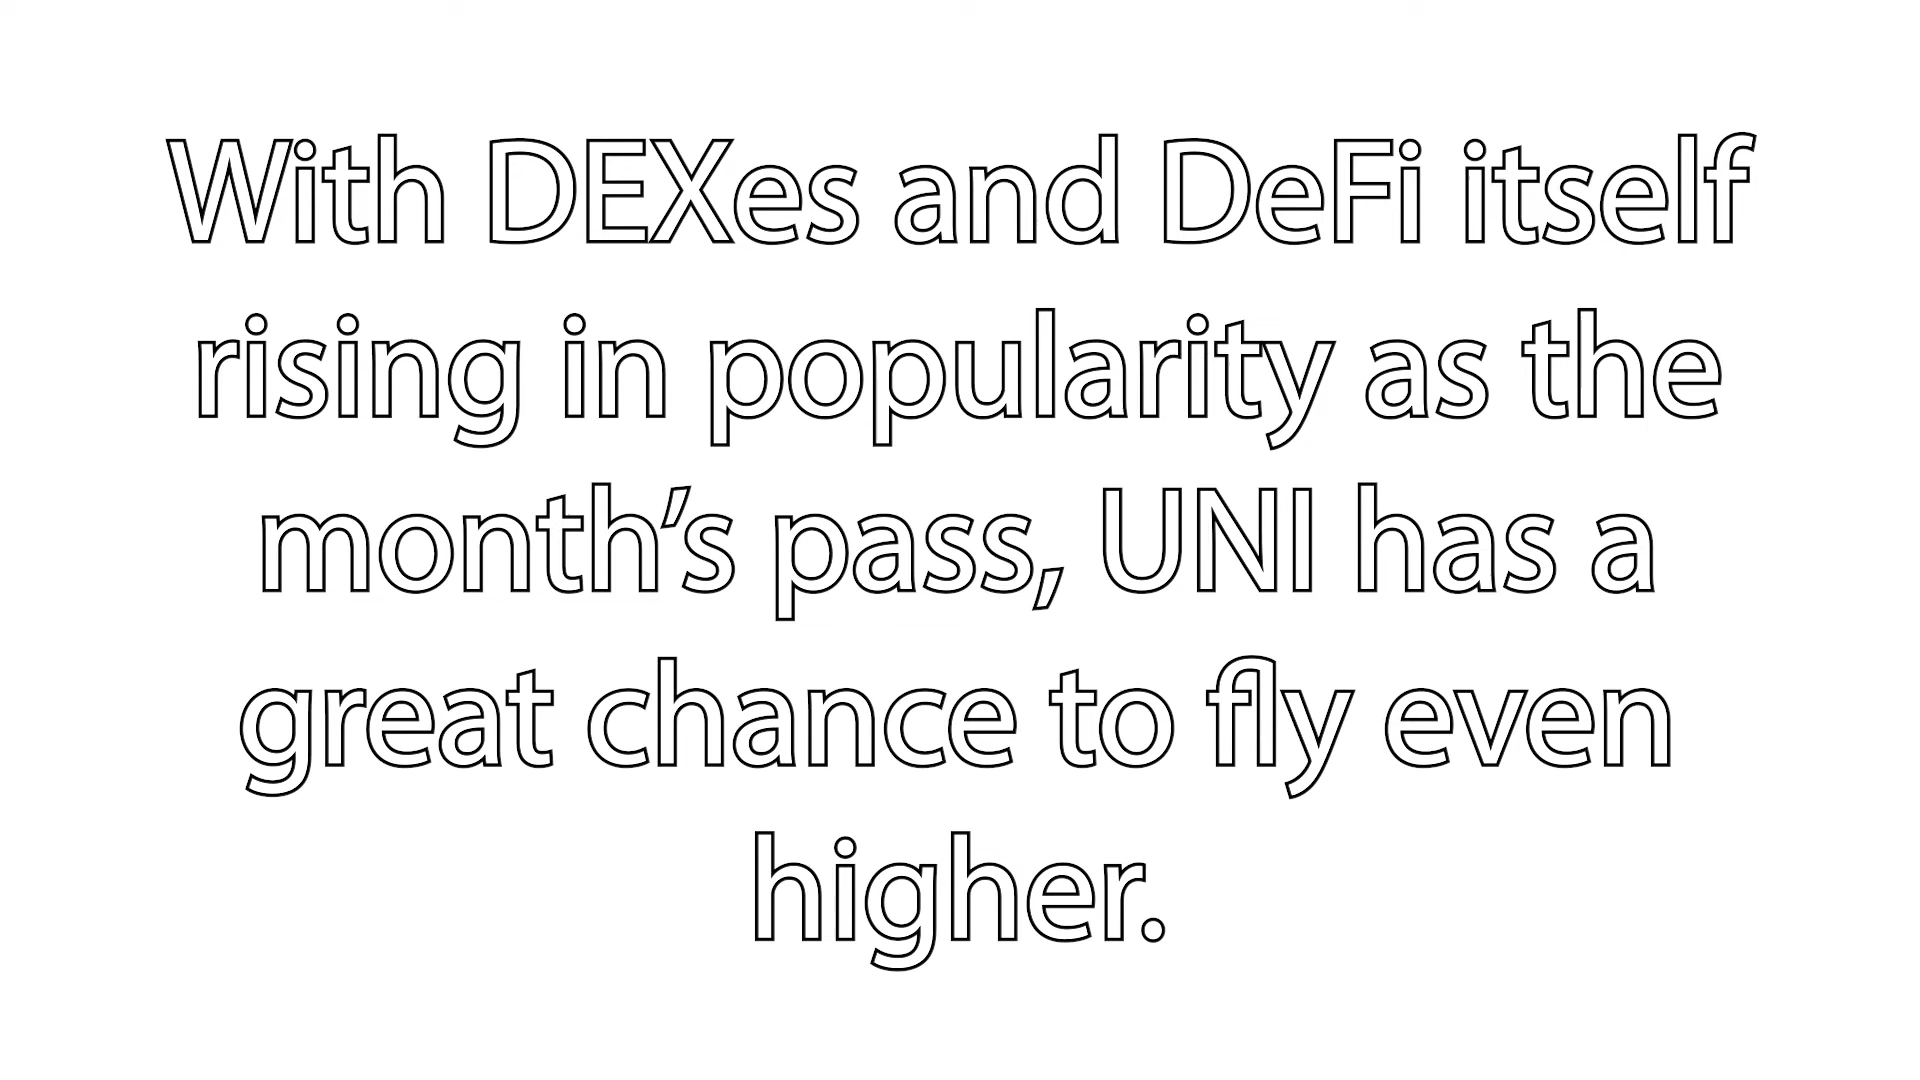 With DEXes and DeFi itself
rising in popularity as the
month’s pass, UNI has a
great chance to fly even
higher.